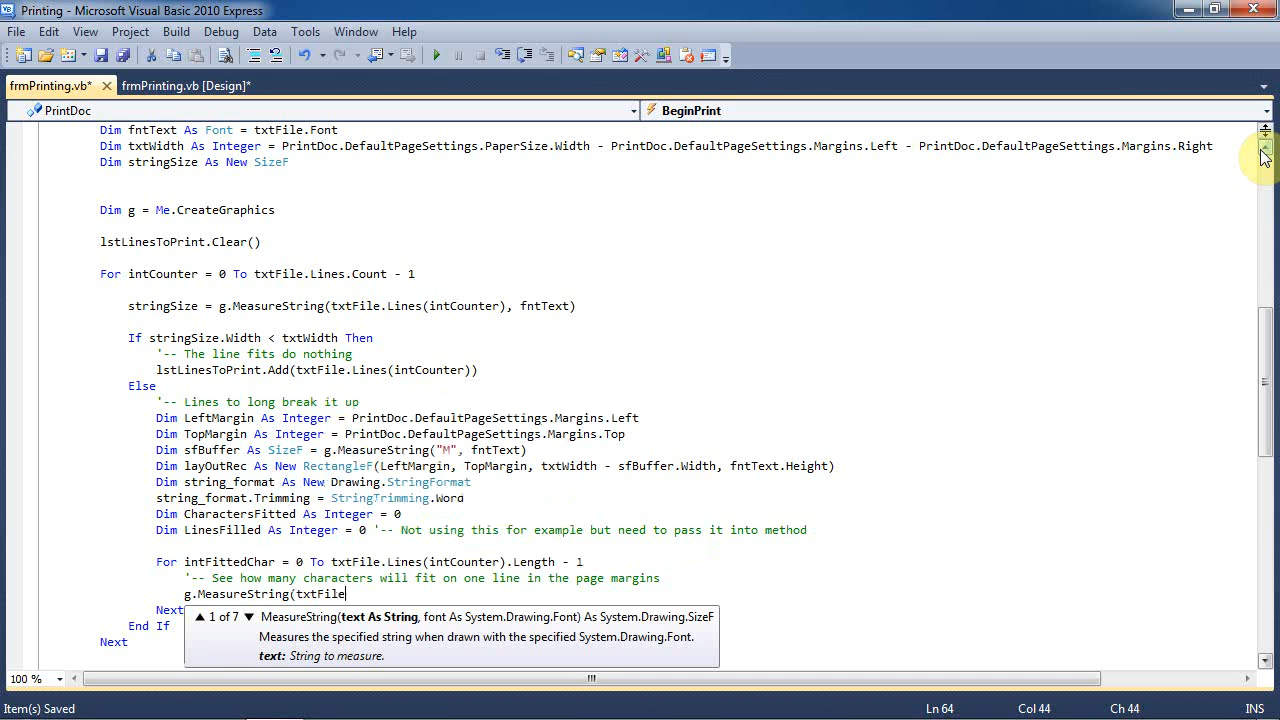 Printing - Microsoft Visual Basic 2010 Express
File Edit View Project Build Debug Data Tools Window Help
frmPrinting.vb* frmPrinting.vb [Design]*
PrintDoc BeginPrint
Dim fntText As Font = txtFile.Font
Dim txtWidth As Integer = PrintDoc.DefaultPageSettings.PaperSize.Width - PrintDoc.DefaultPageSettings.Margins.Left - PrintDoc.DefaultPageSettings.Margins.Right
Dim stringSize As New SizeF
Dim g = Me.CreateGraphics
lstLinesToPrint.Clear()
For intCounter = 0 To txtFile.Lines.Count - 1
stringSize = g.MeasureString(txtFile.Lines(intCounter), fntText)
If stringSize.Width < txtWidth Then
'-- The line fits do nothing
lstLinesToPrint.Add(txtFile.Lines(intCounter))
Else
'-- Lines to long break it up
Dim LeftMargin As Integer = PrintDoc.DefaultPageSettings.Margins.Left
Dim TopMargin As Integer = PrintDoc.DefaultPageSettings.Margins.Top
Dim sfBuffer As SizeF = g.MeasureString("M", fntText)
Dim layOutRec As New RectangleF(LeftMargin, TopMargin, txtWidth - sfBuffer.Width, fntText.Height)
Dim string_format As New Drawing.StringFormat
string_format.Trimming = StringTrimming.Word
Dim CharactersFitted As Integer = 0
Dim LinesFilled As Integer = 0 '-- Not using this for example but need to pass it into method
For intFittedChar = 0 To txtFile.Lines(intCounter).Length - 1
'-- See how many characters will fit on one line in the page margins
g.MeasureString(txtFile
Next
End If
Next
1 of 7 MeasureString(text As String, font As System.Drawing.Font) As System.Drawing.SizeF
Measures the specified string when drawn with the specified System.Drawing.Font.
text: String to measure.
100 %
Item(s) Saved Ln 64 Col 44 Ch 44 INS